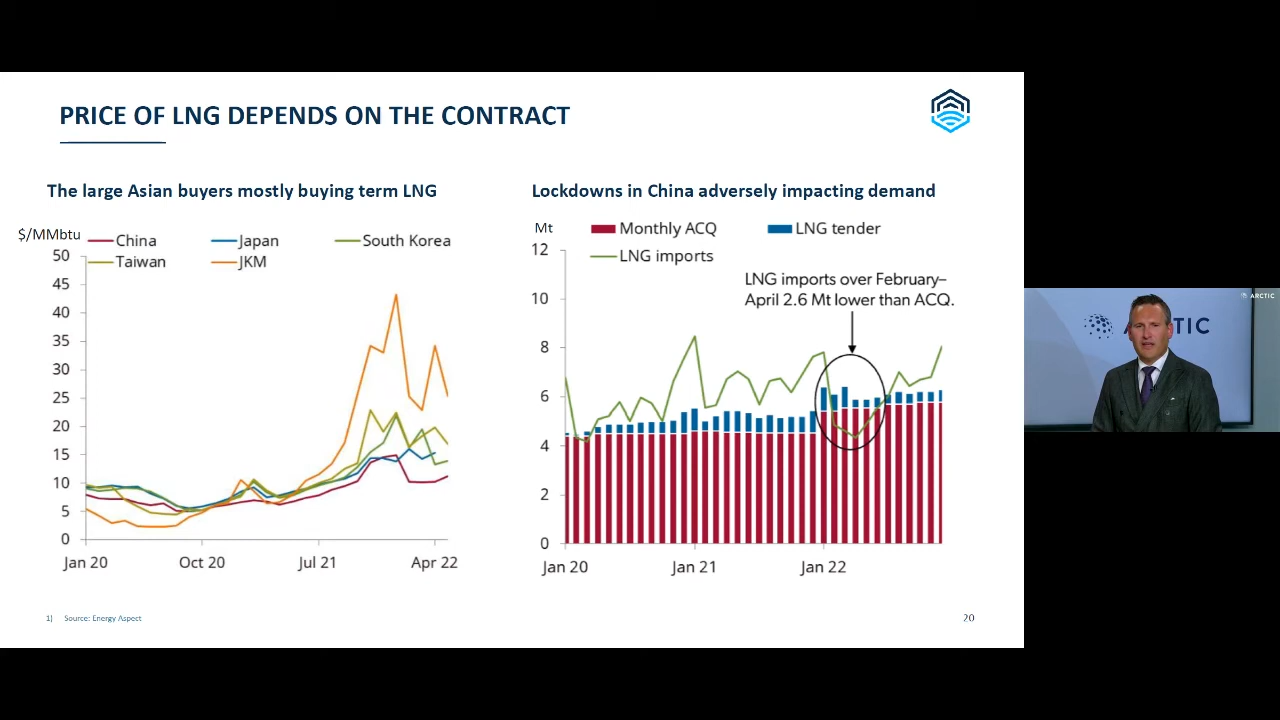 PRICE OF LNG DEPENDS ON THE CONTRACT
The large Asian buyers mostly buying term LNG
$/MMbtu
China
Japan
South Korea
Taiwan
JKM
50
45
40
35
30
25
20
15
10
5
0
Jan 20
Oct 20
Jul 21
Apr 22
Lockdowns in China adversely impacting demand
Mt
Monthly ACQ
LNG tender
LNG imports
LNG imports over February–
April 2.6 Mt lower than ACQ.
12
10
8
6
4
2
0
Jan 20
Jan 21
Jan 22
1| Source: Energy Aspect
20
ARCTIC